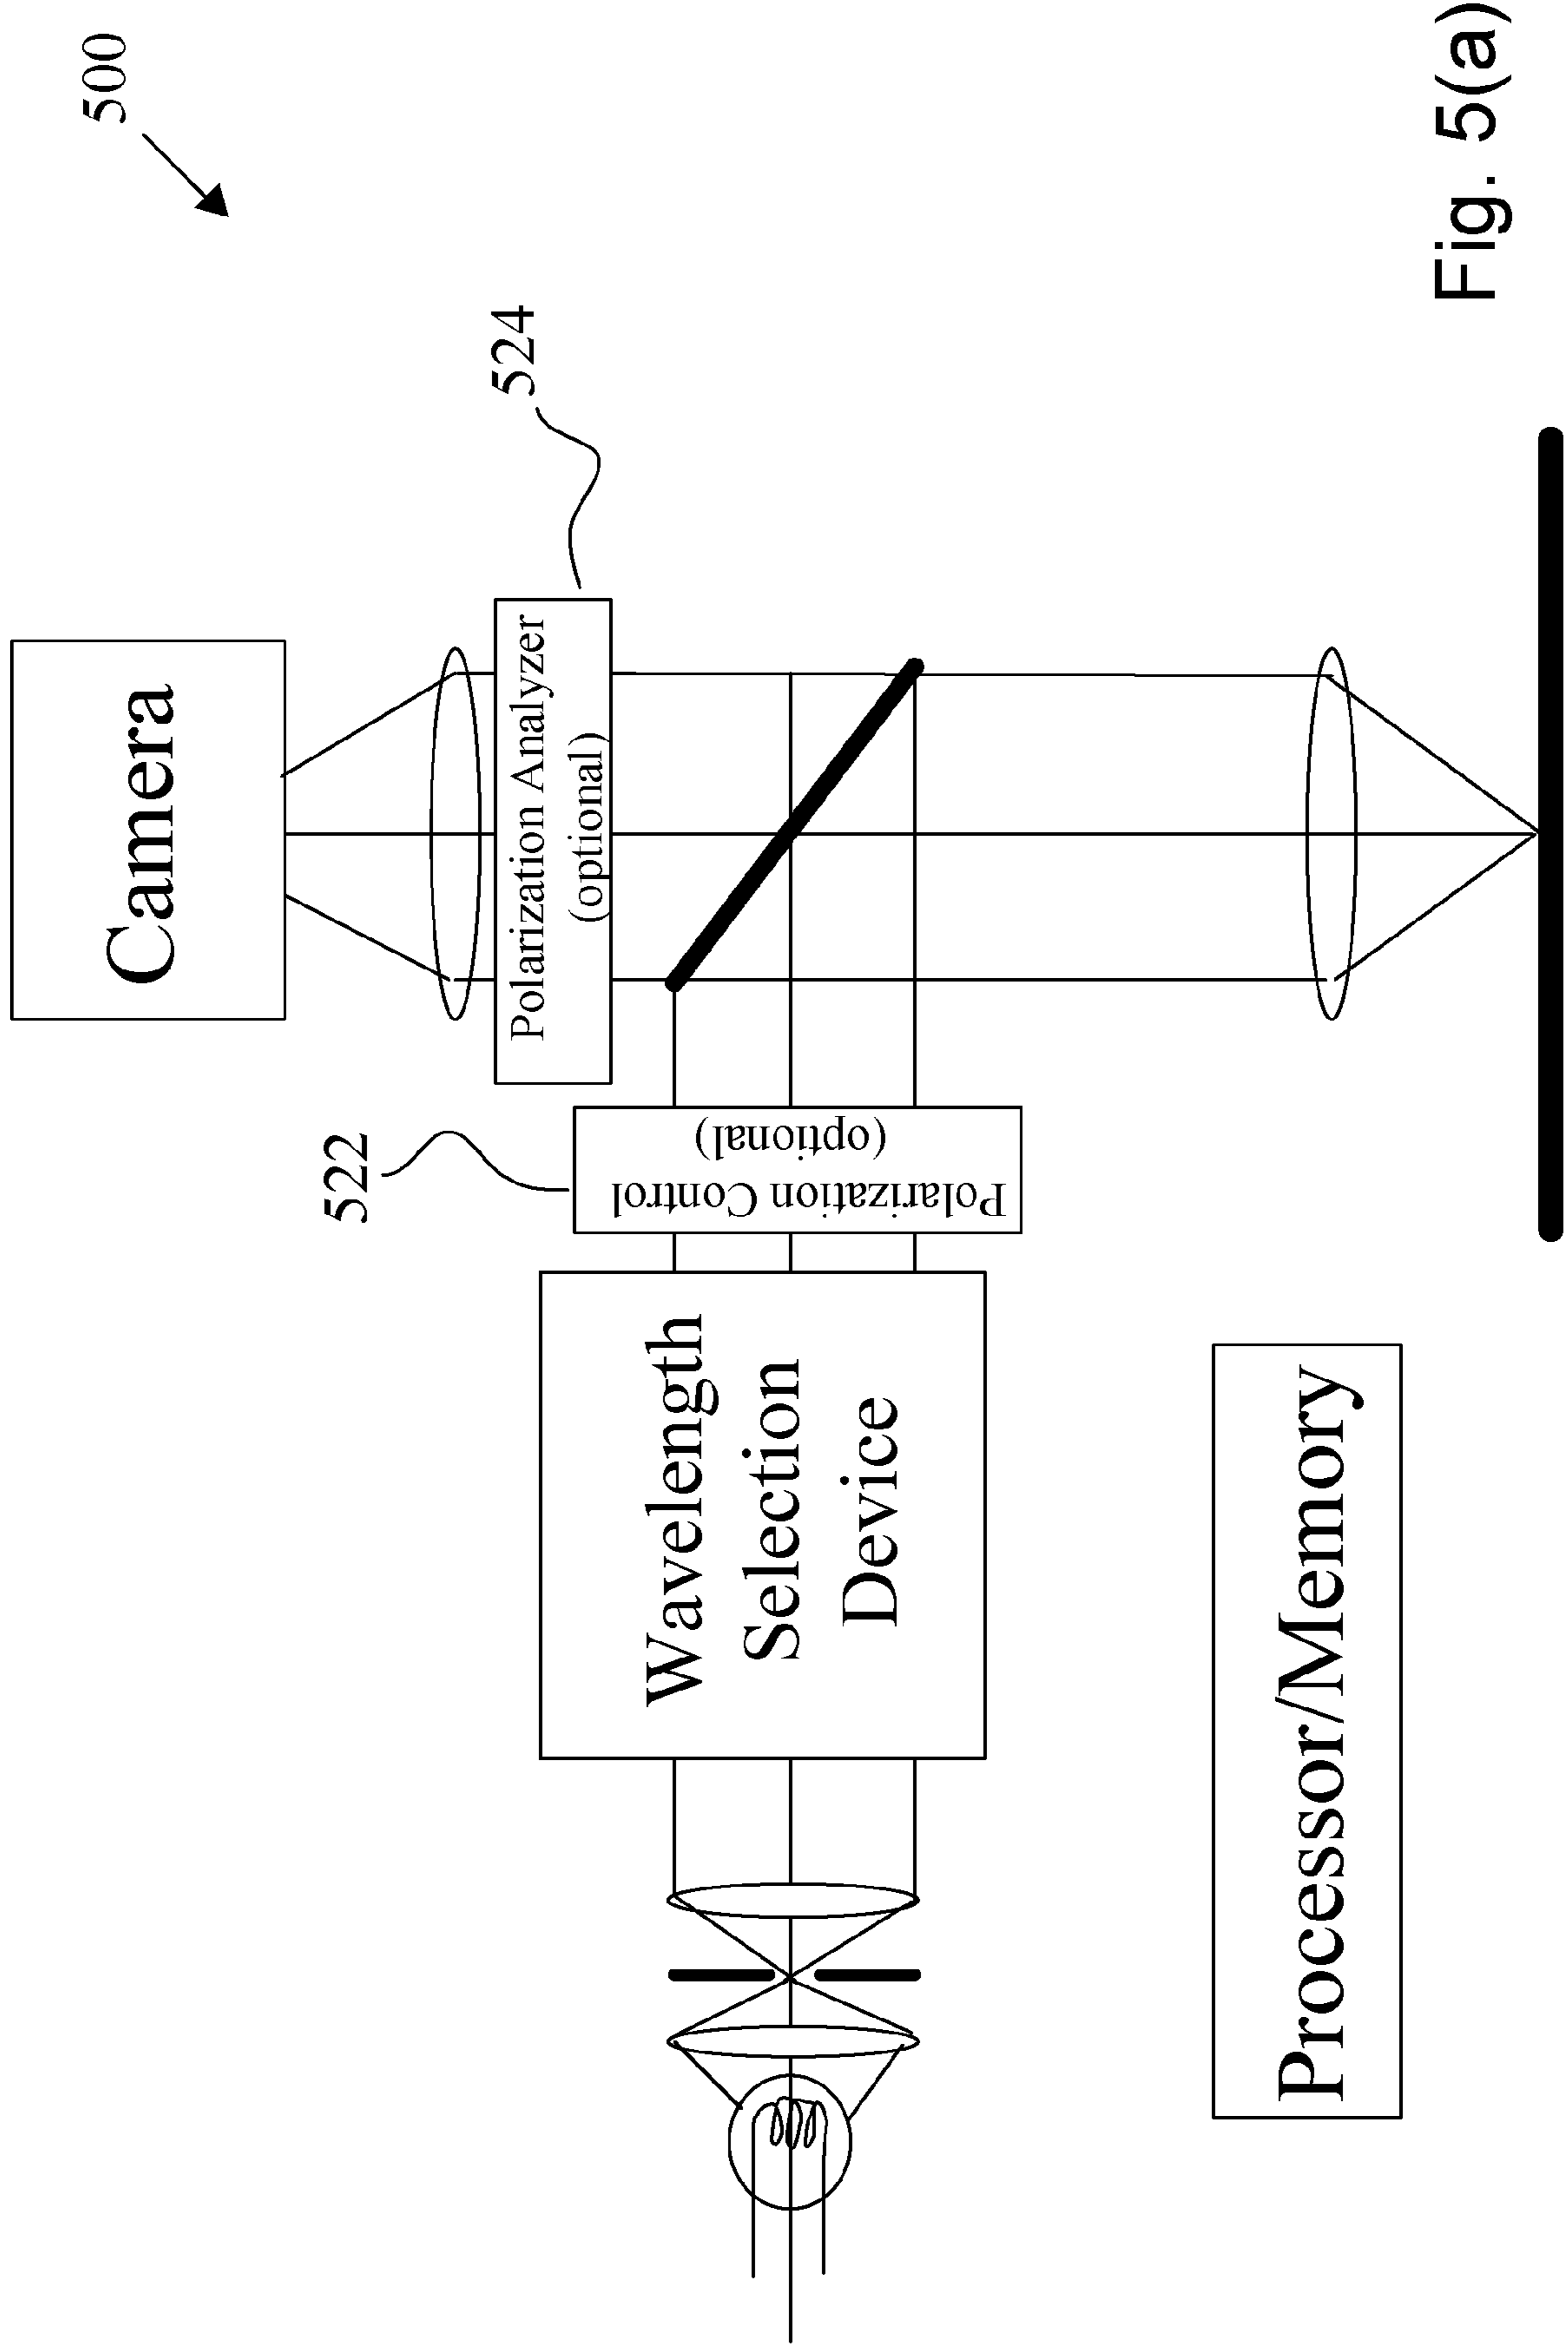 500
Camera
524
Polarization Analyzer
(optional)
522
Polarization Control
(optional)
Wavelength
Selection
Device
Processor/Memory
Fig. 5(a)